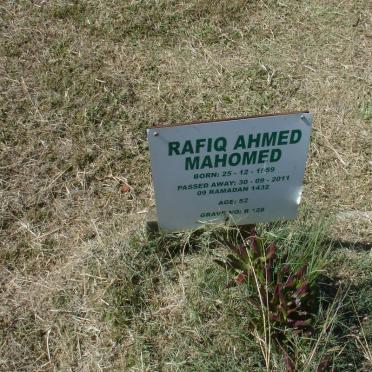 RAFIQ AHMED
MAHOMED
BORN: 25 - 12 - 1959
PASSED AWAY: 30 - 09 - 2011
09 RAMADAN 1432
AGE: 52
GRAVE NO: R 128